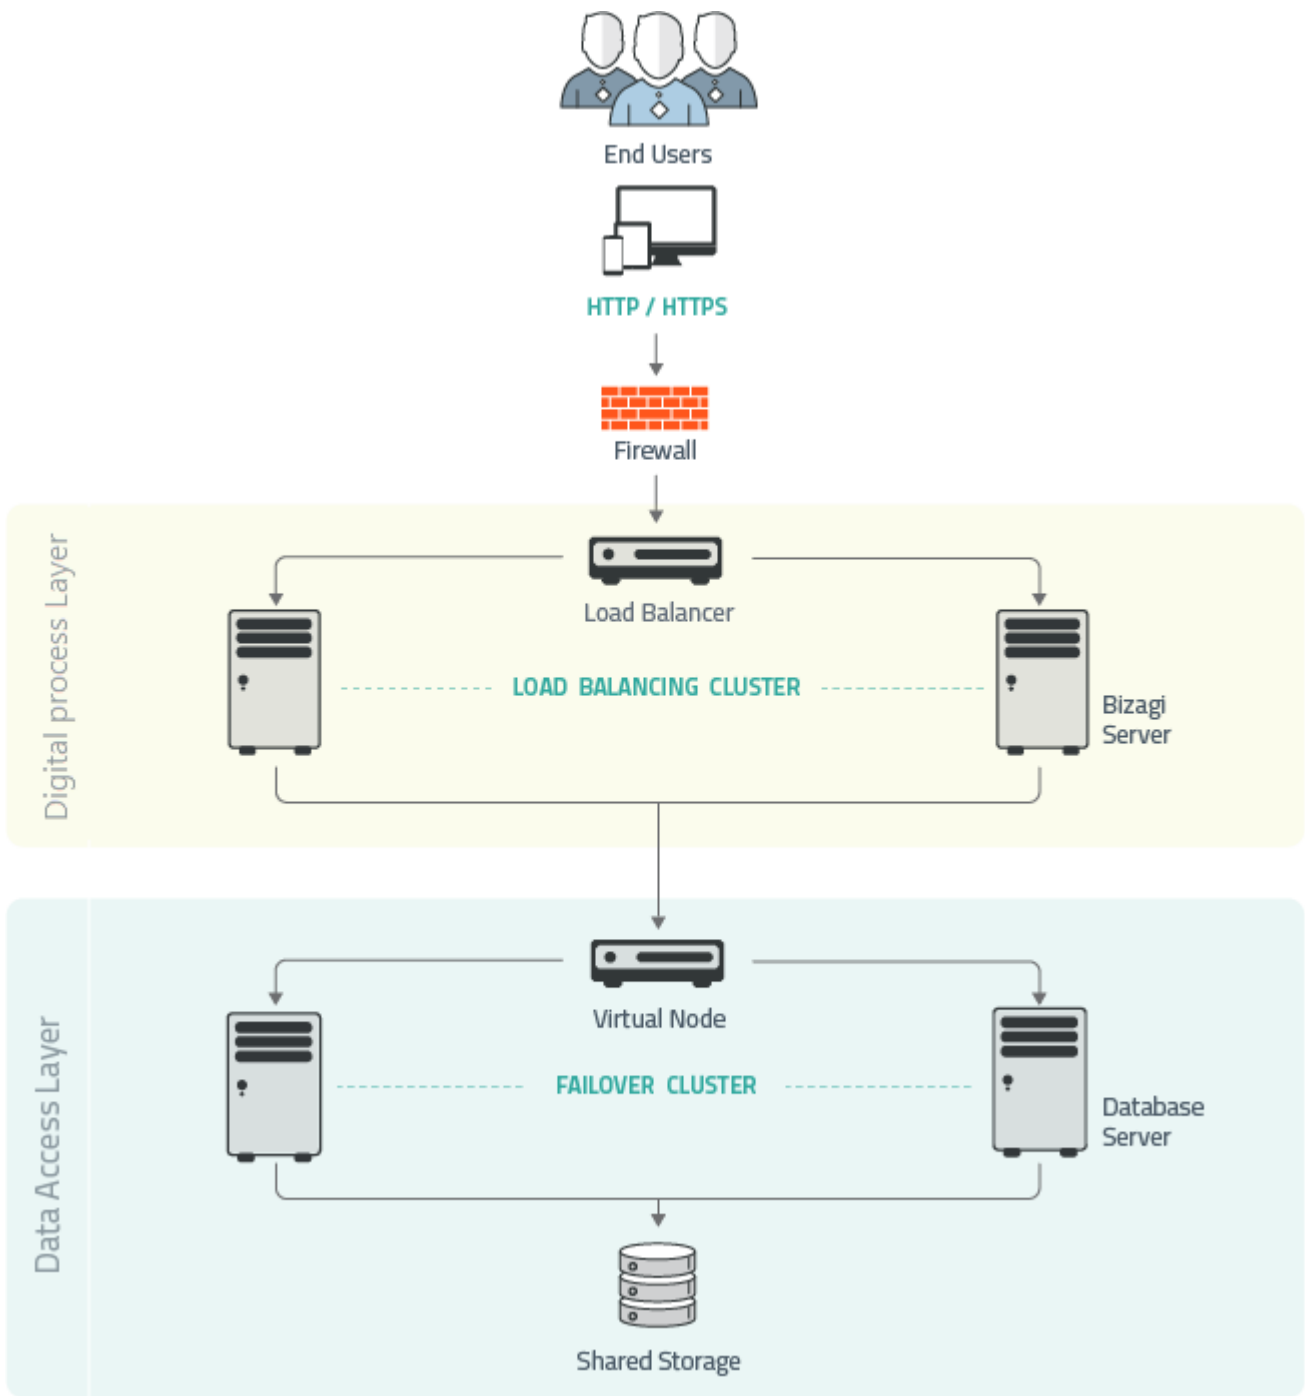 End Users
HTTP / HTTPS
Firewall
Digital process Layer
Load Balancer
LOAD BALANCING CLUSTER
Bizagi
Server
Data Access Layer
Virtual Node
FAILOVER CLUSTER
Database
Server
Shared Storage